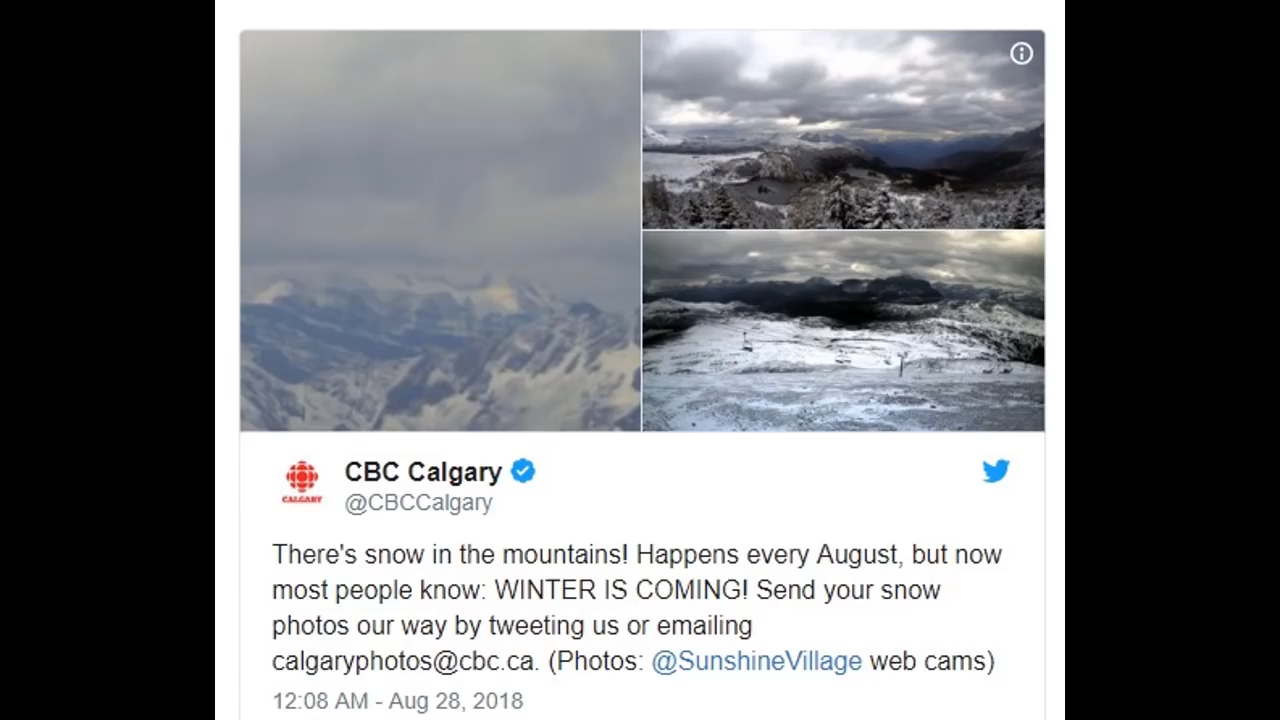 CBC Calgary
CALGARY
@CBCCalgary
There's snow in the mountains! Happens every August, but now
most people know: WINTER IS COMING! Send your snow
photos our way by tweeting us or emailing
calgaryphotos@cbc.ca. (Photos: @SunshineVillage web cams)
12:08 AM - Aug 28, 2018